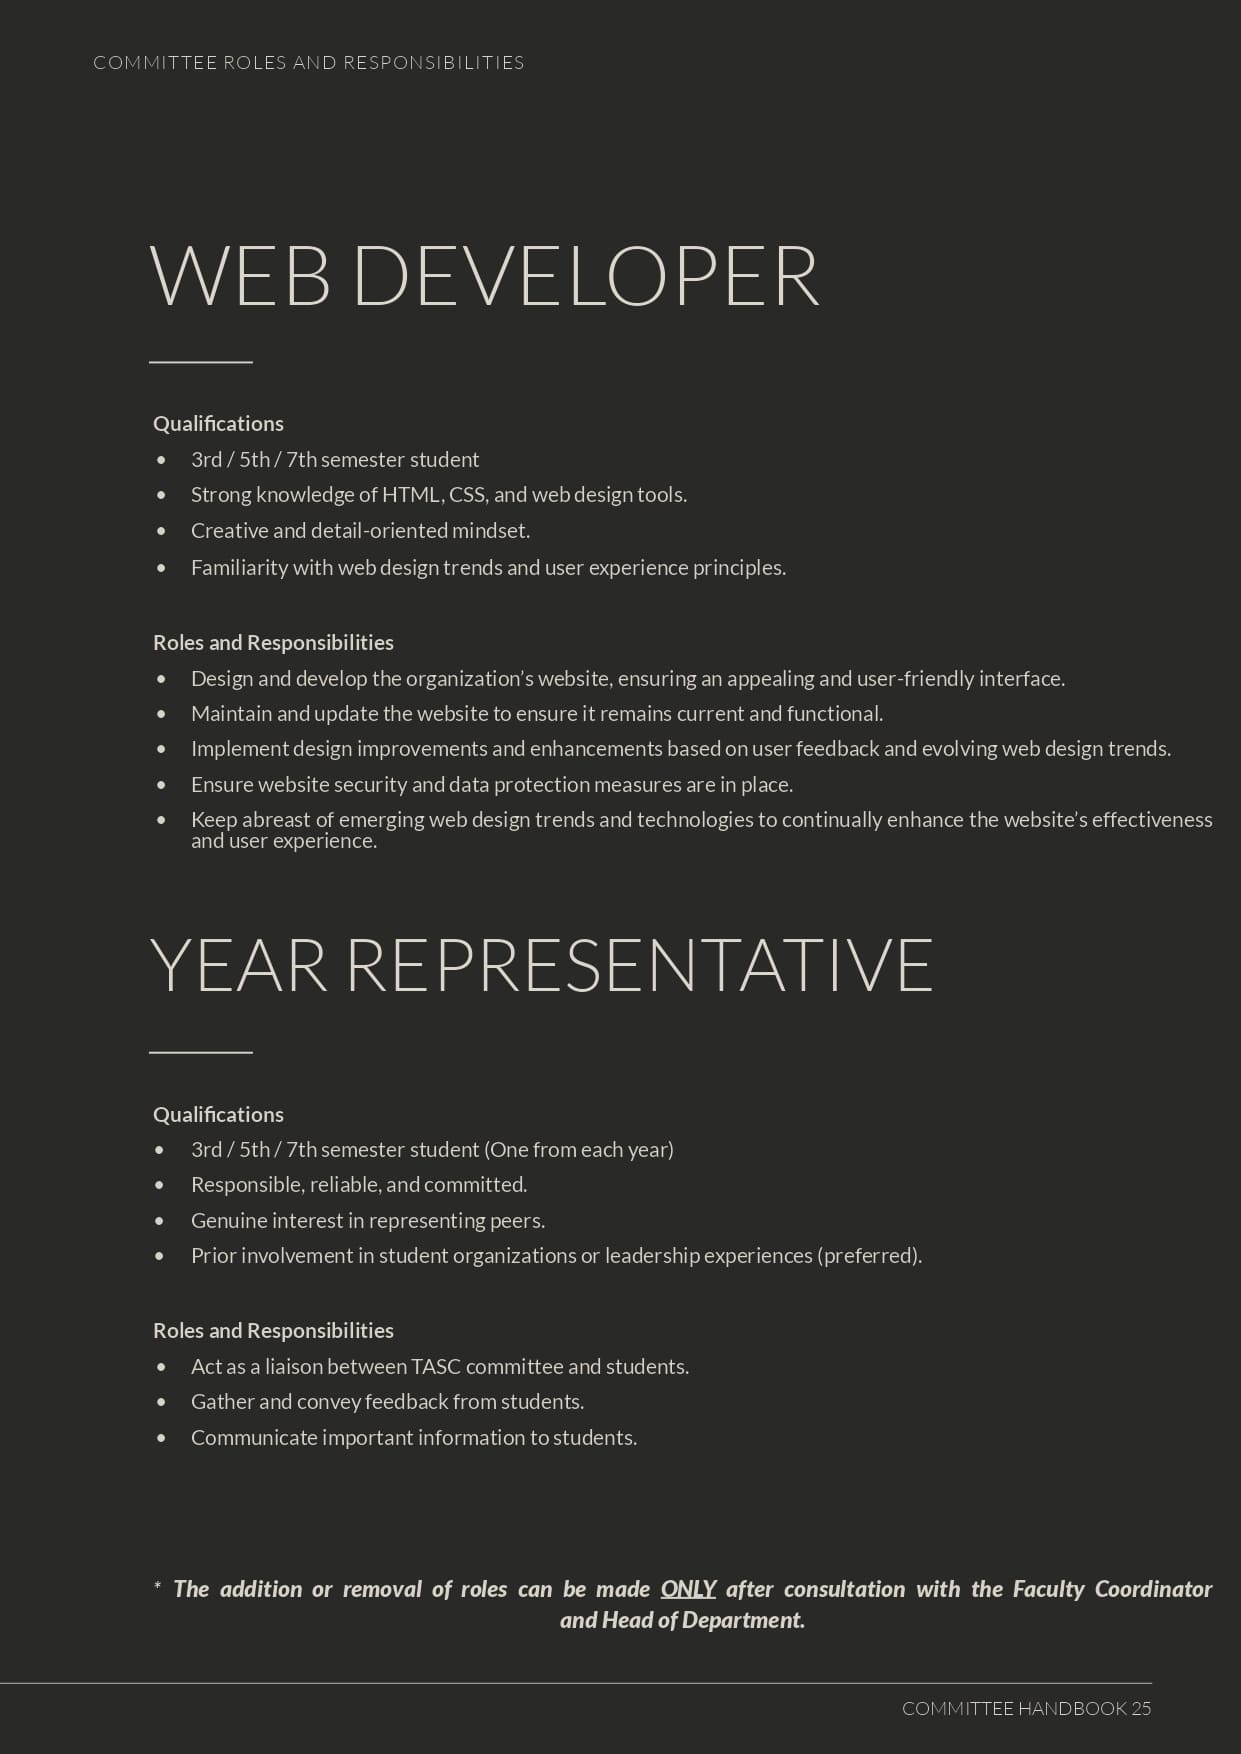 COMMITTEE ROLES AND RESPONSIBILITIES
WEB DEVELOPER
Qualifications
• 3rd / 5th / 7th semester student
• Strong knowledge of HTML, CSS, and web design tools.
• Creative and detail-oriented mindset.
• Familiarity with web design trends and user experience principles.
Roles and Responsibilities
• Design and develop the organization’s website, ensuring an appealing and user-friendly interface.
• Maintain and update the website to ensure it remains current and functional.
• Implement design improvements and enhancements based on user feedback and evolving web design trends.
• Ensure website security and data protection measures are in place.
• Keep abreast of emerging web design trends and technologies to continually enhance the website’s effectiveness
and user experience.
YEAR REPRESENTATIVE
Qualifications
• 3rd / 5th / 7th semester student (One from each year)
• Responsible, reliable, and committed.
• Genuine interest in representing peers.
• Prior involvement in student organizations or leadership experiences (preferred).
Roles and Responsibilities
• Act as a liaison between TASC committee and students.
• Gather and convey feedback from students.
• Communicate important information to students.
* The addition or removal of roles can be made ONLY after consultation with the Faculty Coordinator
and Head of Department.
COMMITTEE HANDBOOK 25